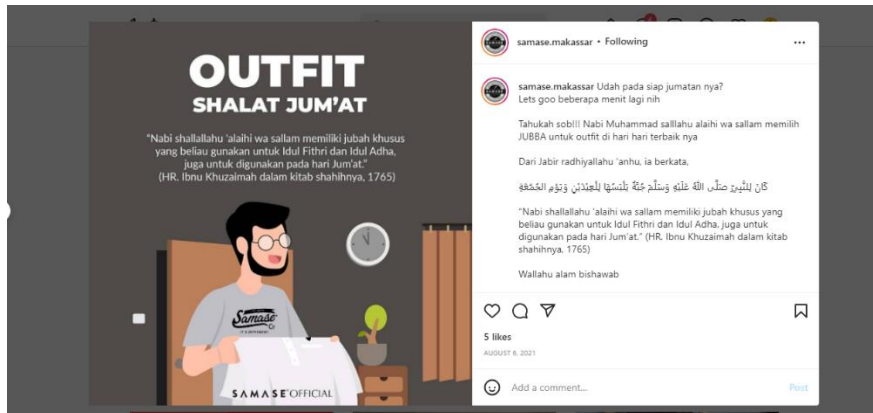 OUTFIT
SHALAT JUM'AT
"Nabi shallallahu 'alaihi wa sallam memiliki jubah khusus
yang beliau gunakan untuk Idul Fithri dan Idul Adha,
juga untuk digunakan pada hari Jum'at."
(HR. Ibnu Khuzaimah dalam kitab shahihnya, 1765)
Samase
Co
SAMASE OFFICIAL
samase.makassar • Following
samase.makassar Udah pada siap jumatan nya?
Lets goo beberapa menit lagi nih
Tahukah sob!!! Nabi Muhammad salllahu alaihi wa sallam memilih
JUBBA untuk outfit di hari hari terbaik nya
Dari Jabir radhiyallahu 'anhu, ia berkata,
كَانَ لِلنَّبِيِّ صَلَّى اللَّهُ عَلَيْهِ وَسَلَّمَ جُبَّةٌ يَلْبَسُهَا لِلْعِيْدَيْنِ وَيَوْمِ الجُمُعَةِ
"Nabi shallallahu 'alaihi wa sallam memiliki jubah khusus yang
beliau gunakan untuk Idul Fithri dan Idul Adha, juga untuk
digunakan pada hari Jum'at." (HR. Ibnu Khuzaimah dalam kitab
shahihnya, 1765)
Wallahu alam bishawab
5 likes
AUGUST 6, 2021
Add a comment...
Post